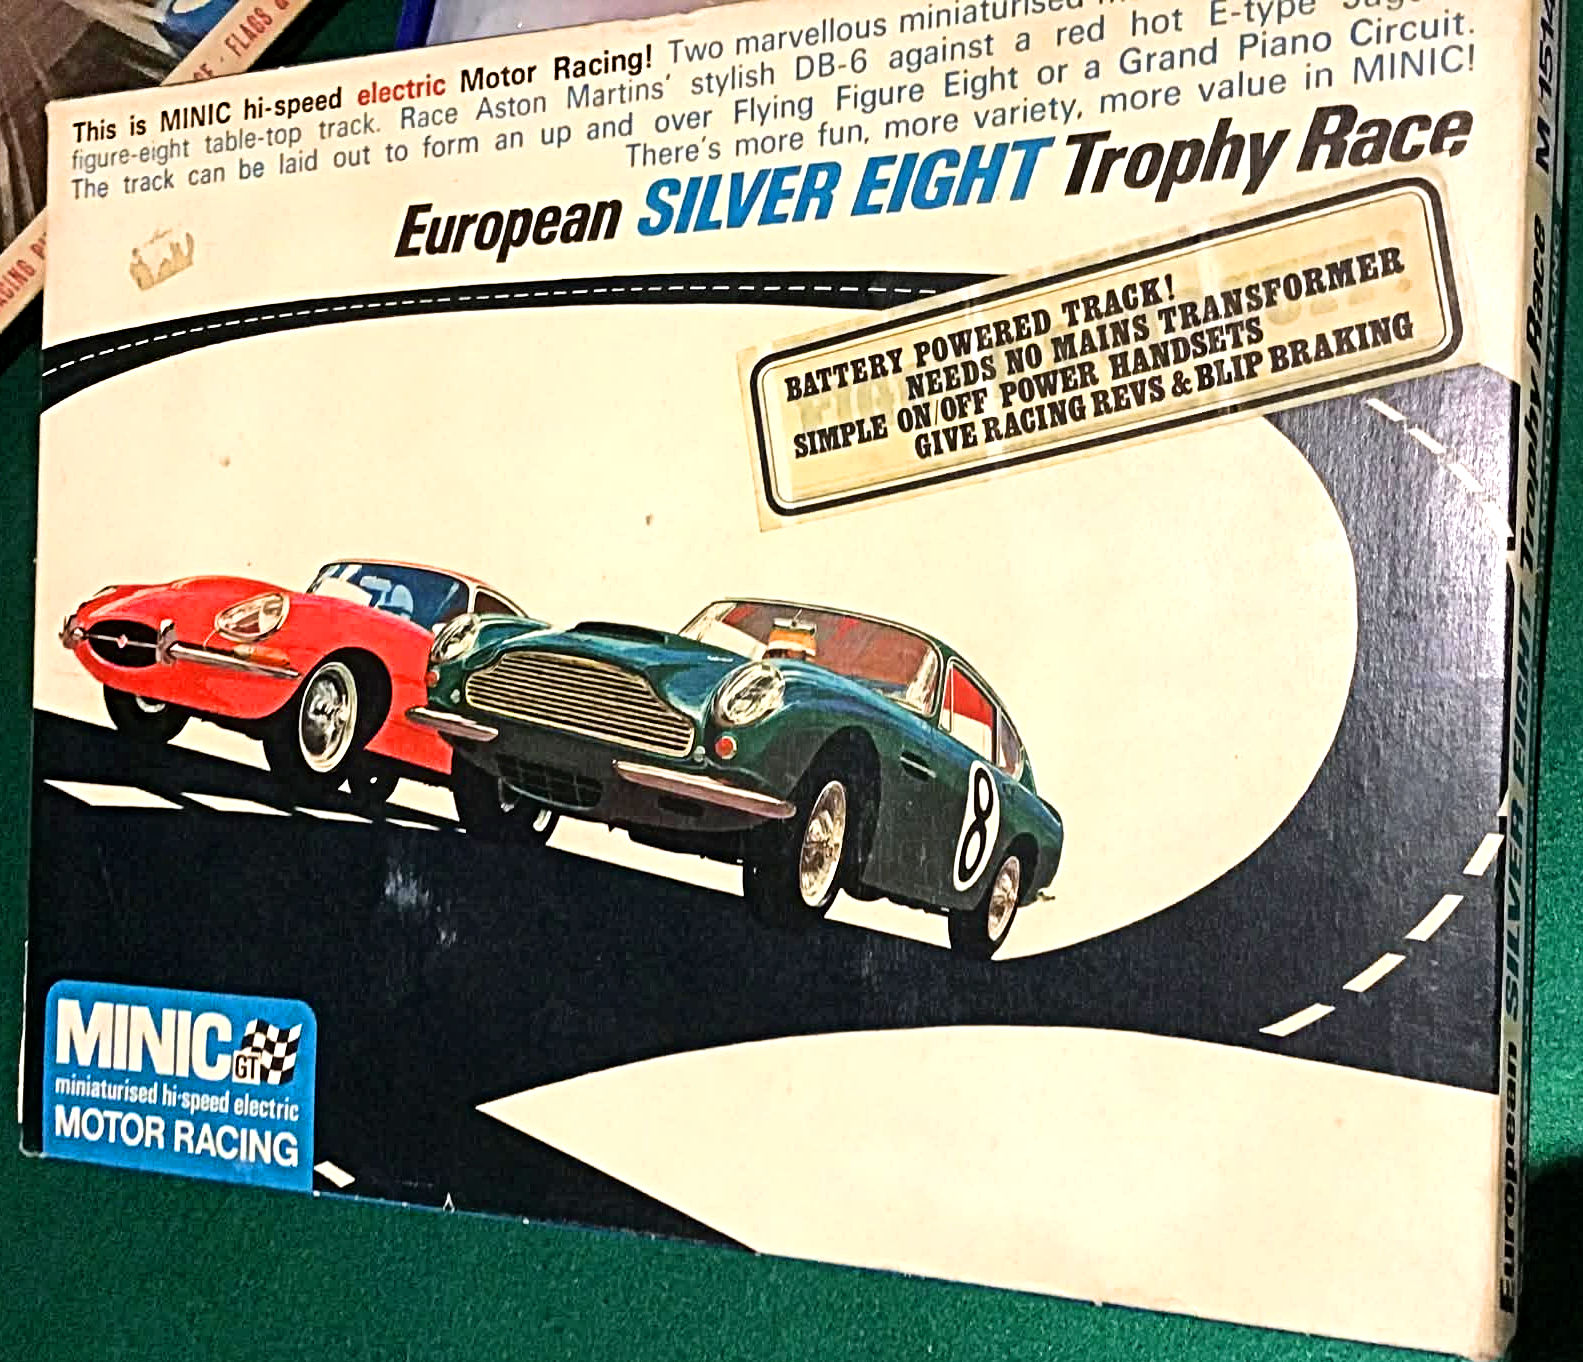 FLAGS &
This is MINIC hi-speed electric Motor Racing! Two marvellous miniaturised
figure-eight table-top track. Race Aston Martins' stylish DB-6 against a red hot E-type
The track can be laid out to form an up and over Flying Figure Eight or a Grand Piano Circuit.
There's more fun, more variety, more value in MINIC!
European SILVER EIGHT Trophy Race
BATTERY POWERED TRACK!
NEEDS NO MAINS TRANSFORMER
SIMPLE ON/OFF POWER HANDSETS
GIVE RACING REVS & BLIP BRAKING
8
MINIC
GT
miniaturised hi-speed electric
MOTOR RACING
European SILVER EIGHT Trophy Race M1514